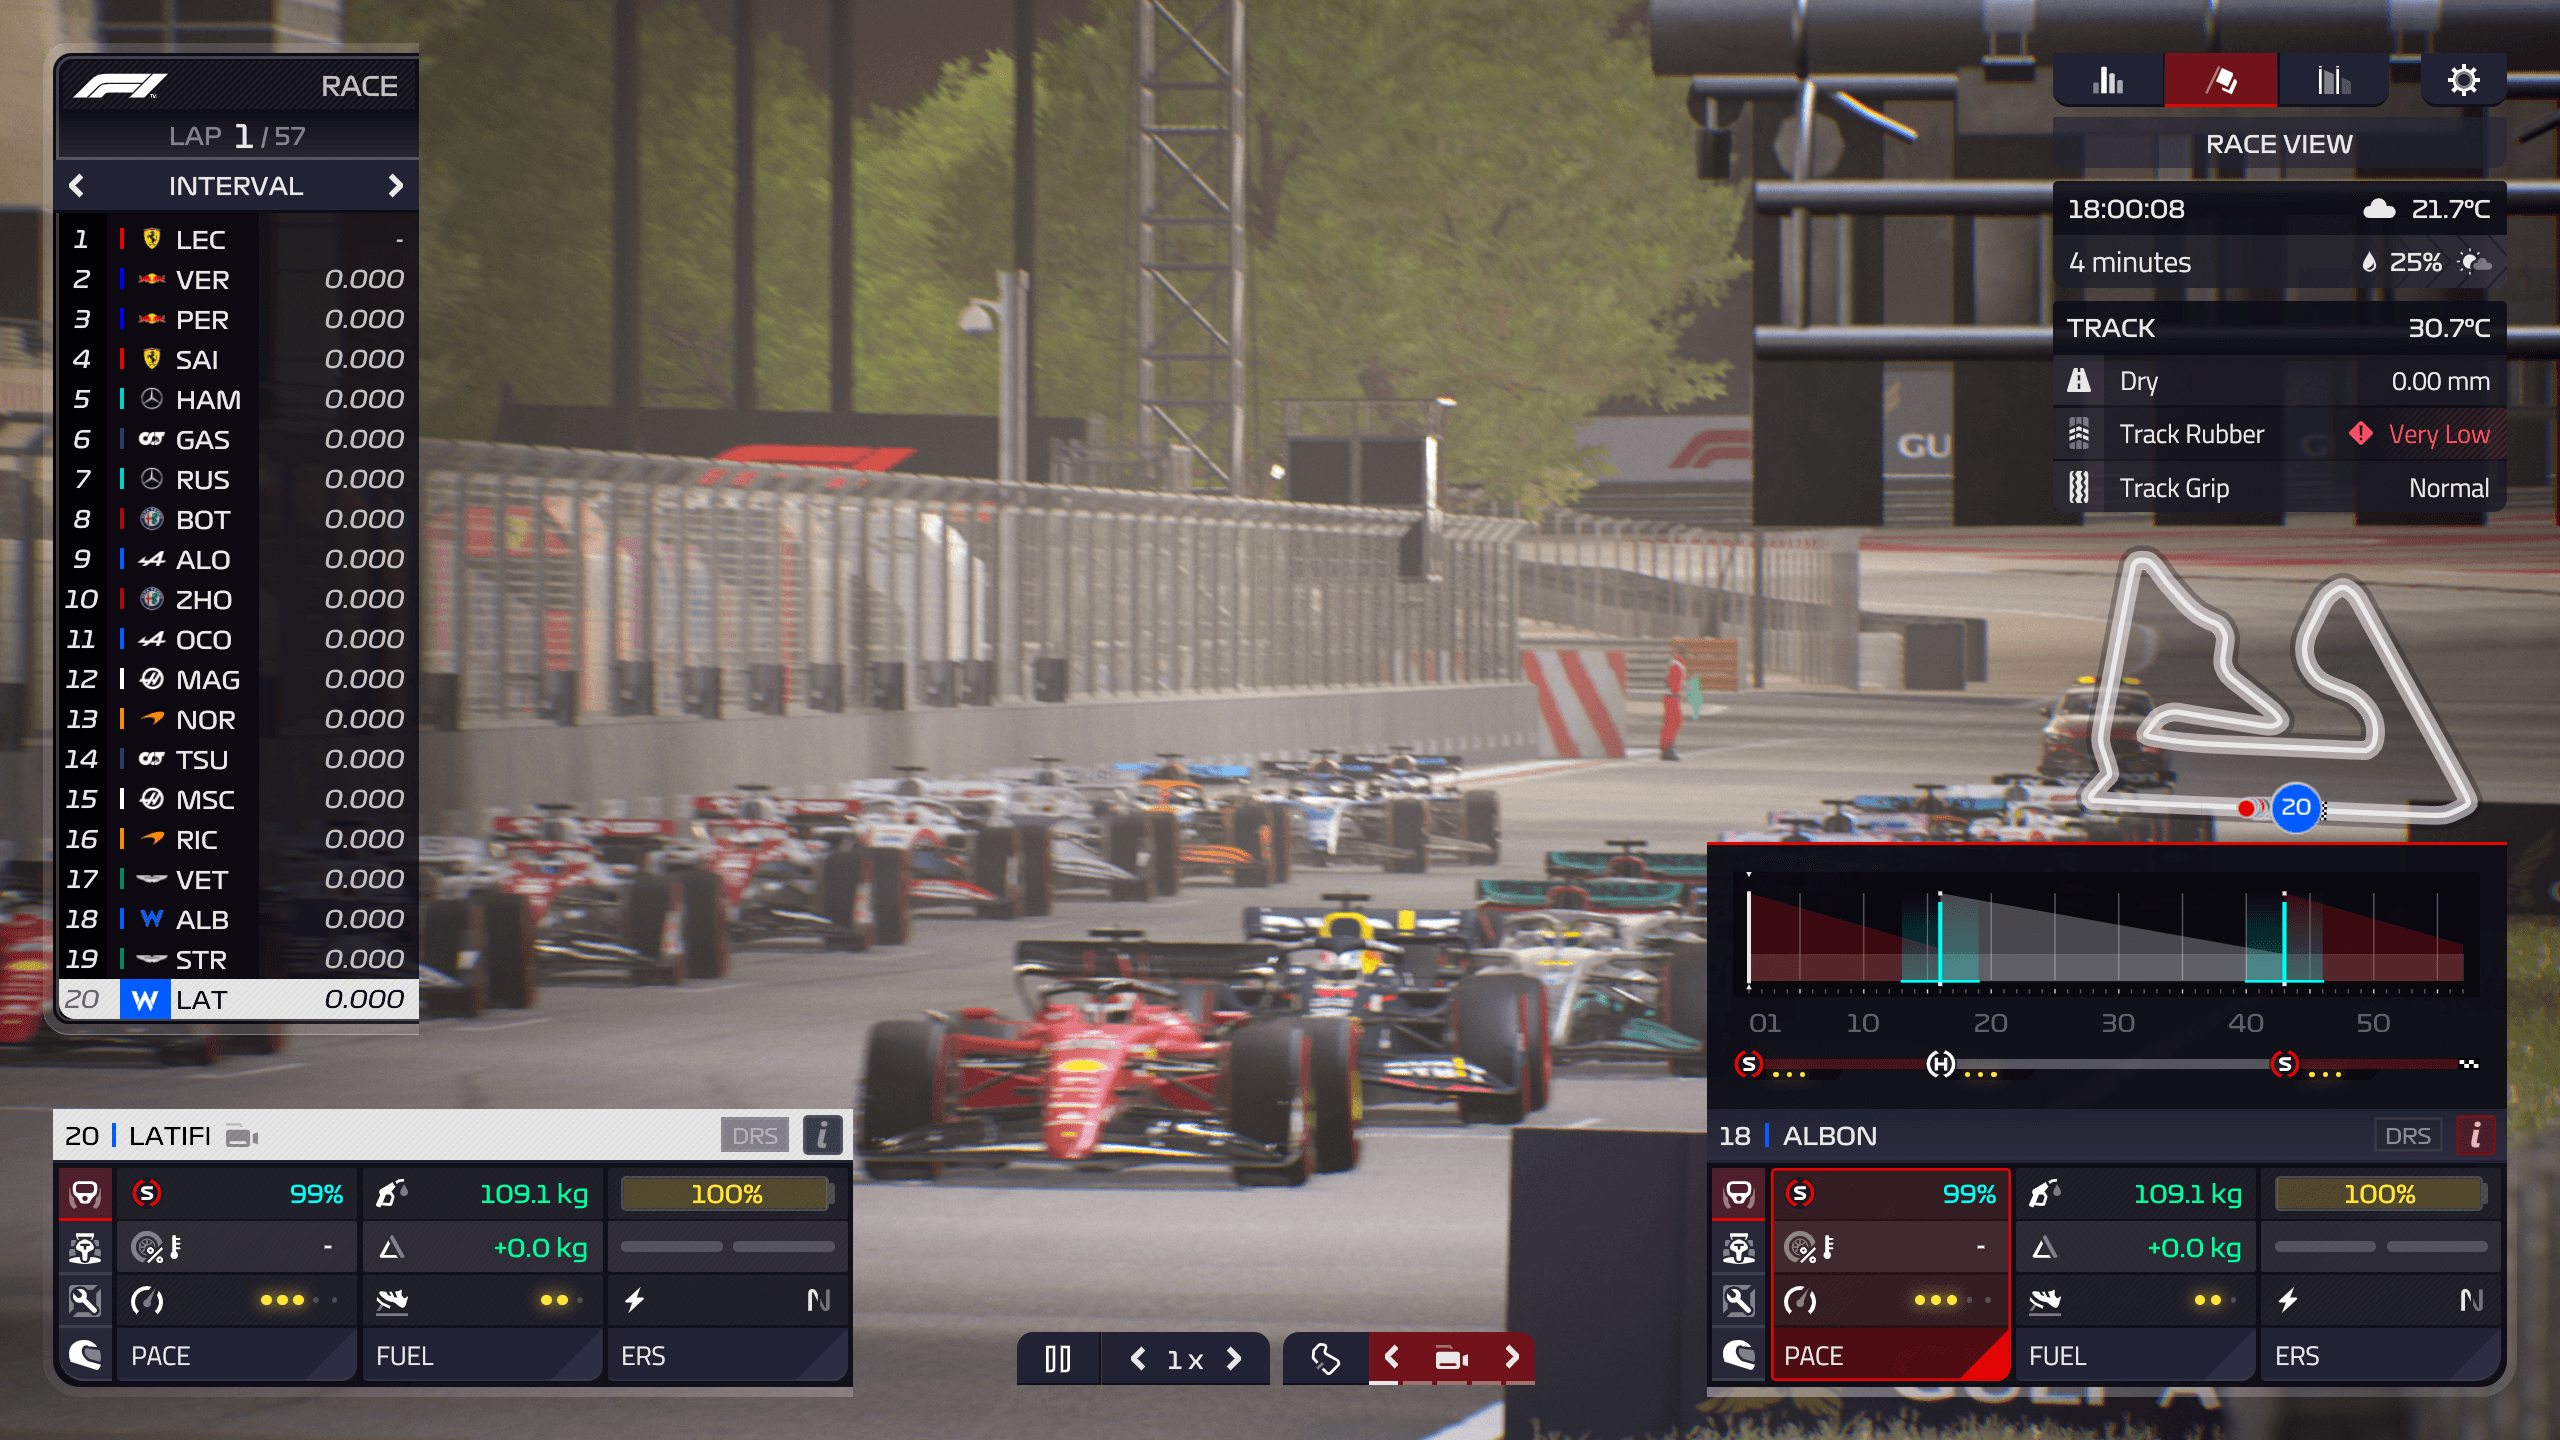 F1 RACE
LAP 1 / 57
INTERVAL
1 LEC -
2 VER 0.000
3 PER 0.000
4 SAI 0.000
5 HAM 0.000
6 GAS 0.000
7 RUS 0.000
8 BOT 0.000
9 ALO 0.000
10 ZHO 0.000
11 OCO 0.000
12 MAG 0.000
13 NOR 0.000
14 TSU 0.000
15 MSC 0.000
16 RIC 0.000
17 VET 0.000
18 W ALB 0.000
19 STR 0.000
20 W LAT 0.000
RACE VIEW
18:00:08 21.7°C
4 minutes 25%
TRACK 30.7°C
Dry 0.00 mm
Track Rubber Very Low
Track Grip Normal
GU
20
01 10 20 30 40 50
S H S
20 LATIFI DRS i
S 99% 109.1 kg 100%
- +0.0 kg
N
PACE FUEL ERS
1 x
18 ALBON DRS i
S 99% 109.1 kg 100%
- +0.0 kg
N
PACE FUEL ERS
GULF A